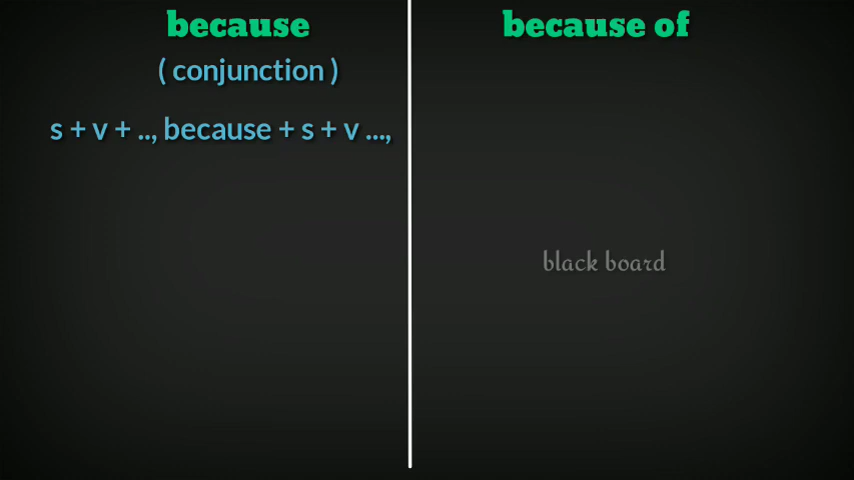 because
( conjunction )
s + v + .., because + s + v ...,
because of
black board